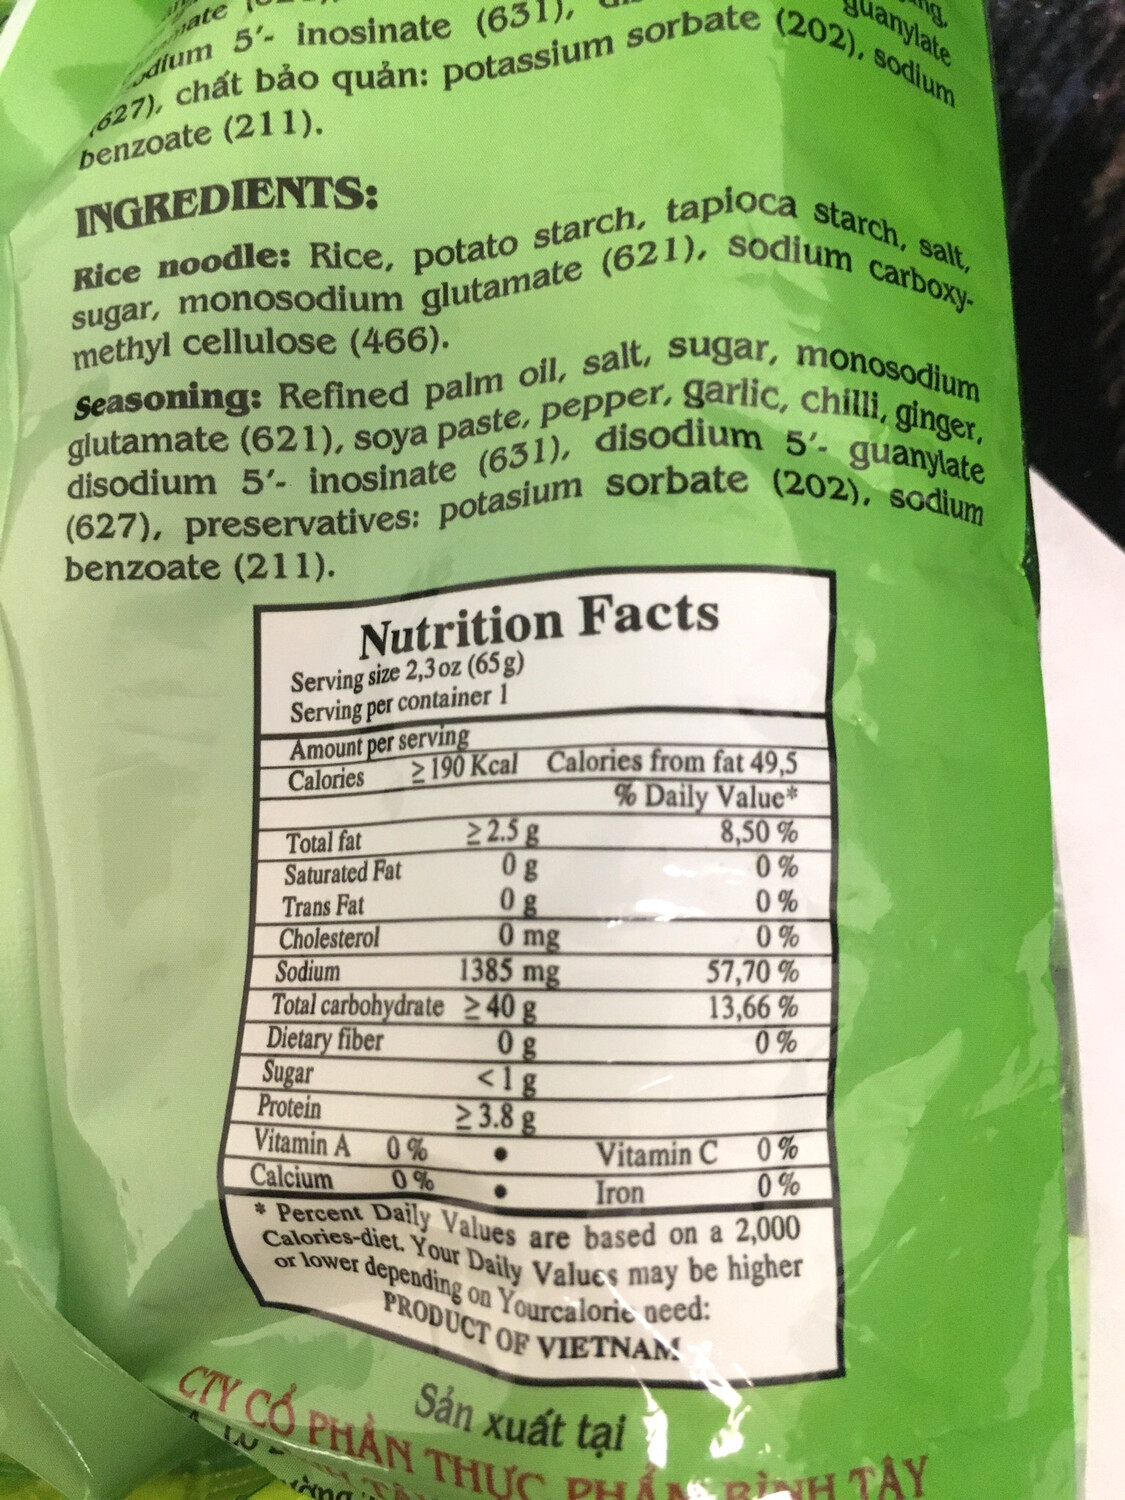 5'- inosinate (631),
guanylate
(627), chất bảo quản: potassium sorbate (202), sodium
benzoate (211).
INGREDIENTS:
Rice noodle: Rice, potato starch, tapioca starch, salt,
sugar, monosodium glutamate (621), sodium carboxy-
methyl cellulose (466).
Seasoning: Refined palm oil, salt, sugar, monosodium
glutamate (621), soya paste, pepper, garlic, chilli, ginger,
disodium 5'- inosinate (631), disodium 5'- guanylate
(627), preservatives: potasium sorbate (202), sodium
benzoate (211).
Nutrition Facts
Serving size 2,3 oz (65 g)
Serving per container 1
Amount per serving
Calories ≥ 190 Kcal Calories from fat 49,5
% Daily Value*
Total fat ≥ 2.5 g 8,50 %
Saturated Fat 0 g 0 %
Trans Fat 0 g 0 %
Cholesterol 0 mg 0 %
Sodium 1385 mg 57,70 %
Total carbohydrate ≥ 40 g 13,66 %
Dietary fiber 0 g 0 %
Sugar < 1 g
Protein ≥ 3.8 g
Vitamin A 0 % • Vitamin C 0 %
Calcium 0 % • Iron 0 %
* Percent Daily Values are based on a 2,000
Calories-diet. Your Daily Values may be higher
or lower depending on Yourcalorie need:
PRODUCT OF VIETNAM
Sản xuất tại
CTY CỔ PHẦN THỰC PHẨM BÌNH TÂY